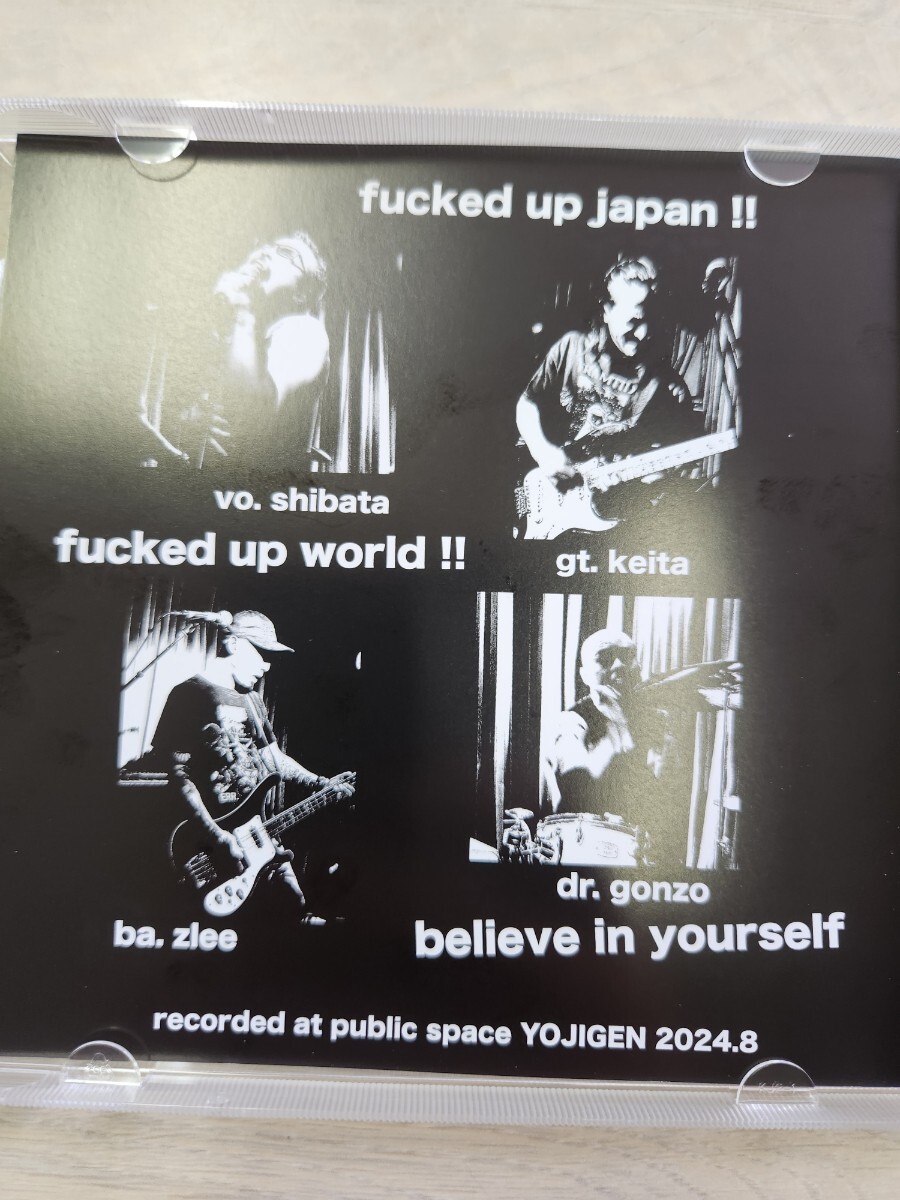 fucked up japan !!
vo. shibata
fucked up world !!
gt. keita
ERR.
dr. gonzo
ba. zlee
believe in yourself
recorded at public space YOJIGEN 2024.8